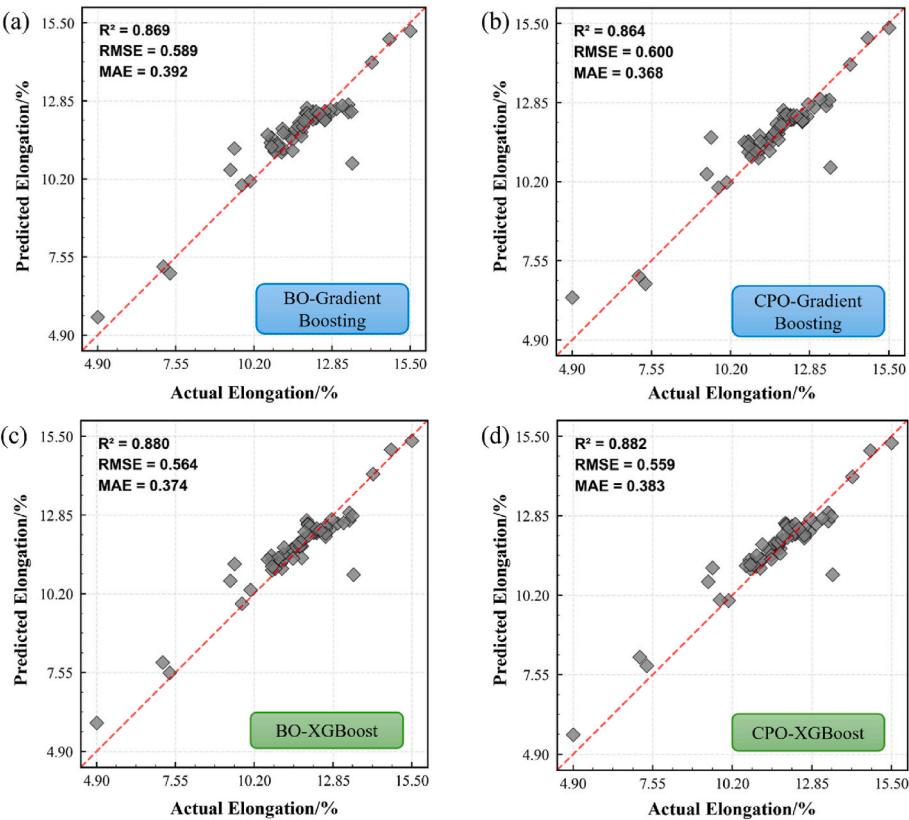 (a)
R² = 0.869
RMSE = 0.589
MAE = 0.392
Predicted Elongation/%
15.50
12.85
10.20
7.55
4.90
BO-Gradient
Boosting
4.90 7.55 10.20 12.85 15.50
Actual Elongation/%
(b)
R² = 0.864
RMSE = 0.600
MAE = 0.368
Predicted Elongation/%
15.50
12.85
10.20
7.55
4.90
CPO-Gradient
Boosting
4.90 7.55 10.20 12.85 15.50
Actual Elongation/%
(c)
R² = 0.880
RMSE = 0.564
MAE = 0.374
Predicted Elongation/%
15.50
12.85
10.20
7.55
4.90
BO-XGBoost
4.90 7.55 10.20 12.85 15.50
Actual Elongation/%
(d)
R² = 0.882
RMSE = 0.559
MAE = 0.383
Predicted Elongation/%
15.50
12.85
10.20
7.55
4.90
CPO-XGBoost
4.90 7.55 10.20 12.85 15.50
Actual Elongation/%